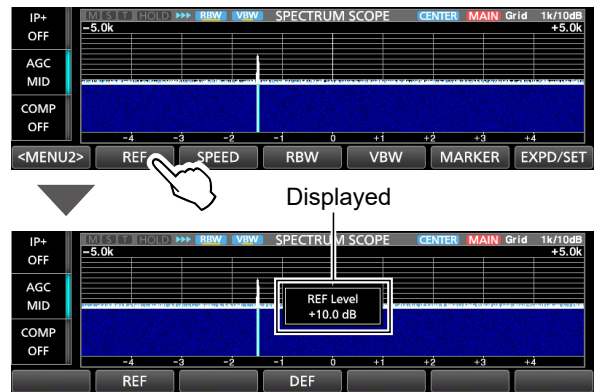 IP+
OFF
AGC
MID
COMP
OFF
M S T HOLD RBW VBW SPECTRUM SCOPE CENTER MAIN Grid 1k/10dB
−5.0k +5.0k
−4 −3 −2 −1 0 +1 +2 +3 +4
<MENU2> REF SPEED RBW VBW MARKER EXPD/SET
Displayed
IP+
OFF
AGC
MID
COMP
OFF
M S T HOLD RBW VBW SPECTRUM SCOPE CENTER MAIN Grid 1k/10dB
−5.0k +5.0k
REF Level
+10.0 dB
−4 −3 −2 −1 0 +1 +2 +3 +4
REF DEF